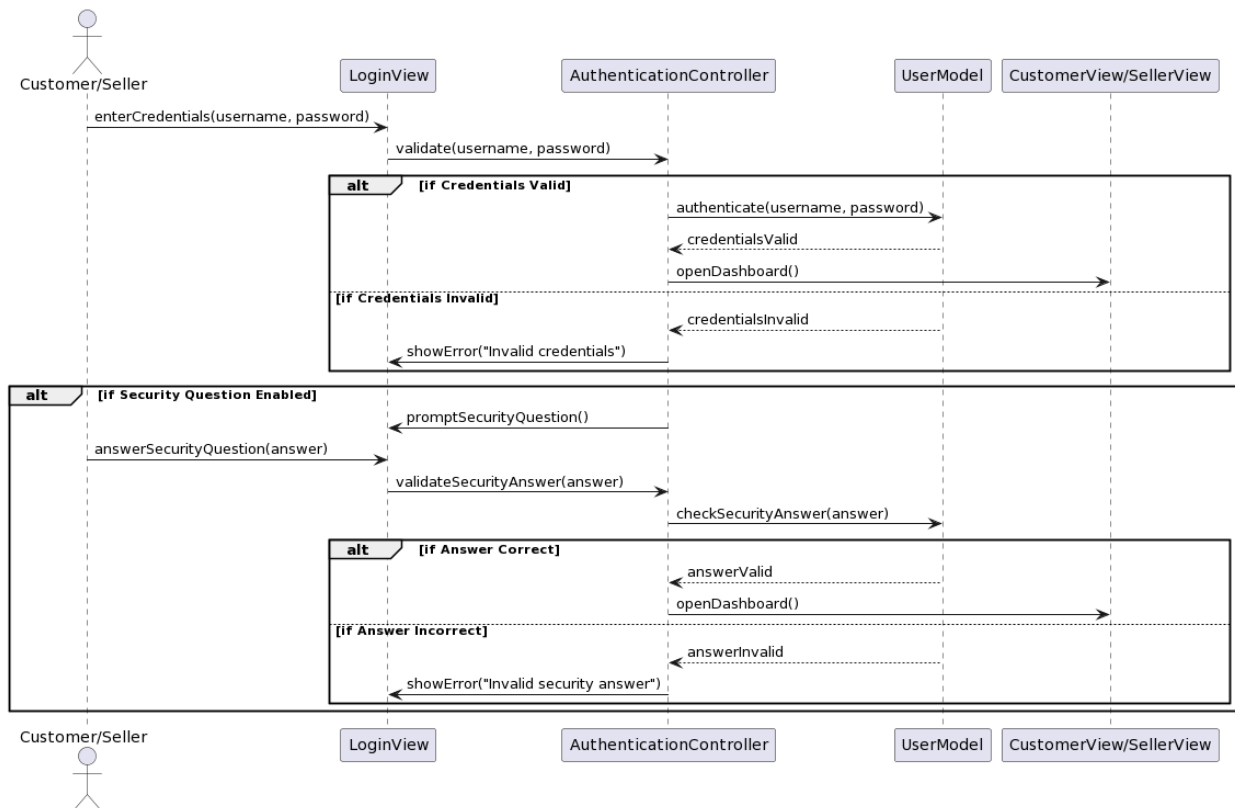 Customer/Seller
LoginView
AuthenticationController
UserModel
CustomerView/SellerView
enterCredentials(username, password)
validate(username, password)
alt [if Credentials Valid]
authenticate(username, password)
credentialsValid
openDashboard()
[if Credentials Invalid]
credentialsInvalid
showError("Invalid credentials")
alt [if Security Question Enabled]
promptSecurityQuestion()
answerSecurityQuestion(answer)
validateSecurityAnswer(answer)
checkSecurityAnswer(answer)
alt [if Answer Correct]
answerValid
openDashboard()
[if Answer Incorrect]
answerInvalid
showError("Invalid security answer")
Customer/Seller
LoginView
AuthenticationController
UserModel
CustomerView/SellerView